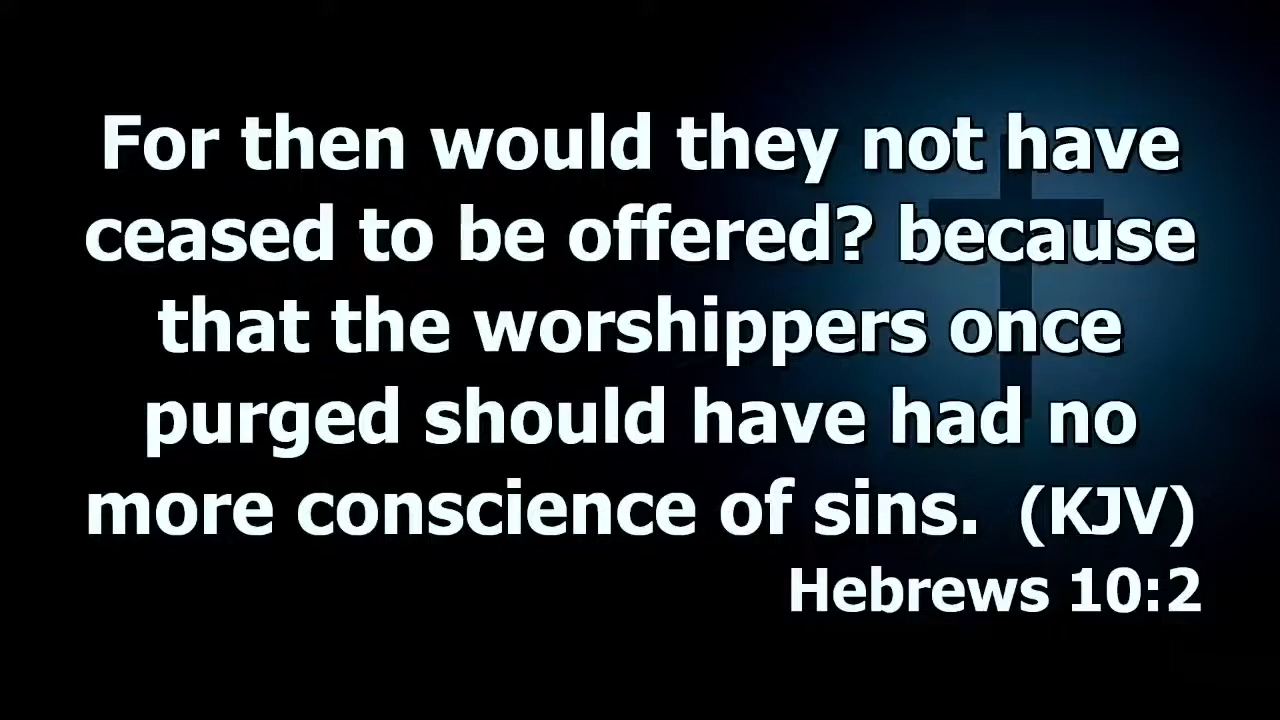 For then would they not have
ceased to be offered? because
that the worshippers once
purged should have had no
more conscience of sins.  (KJV)
Hebrews 10:2